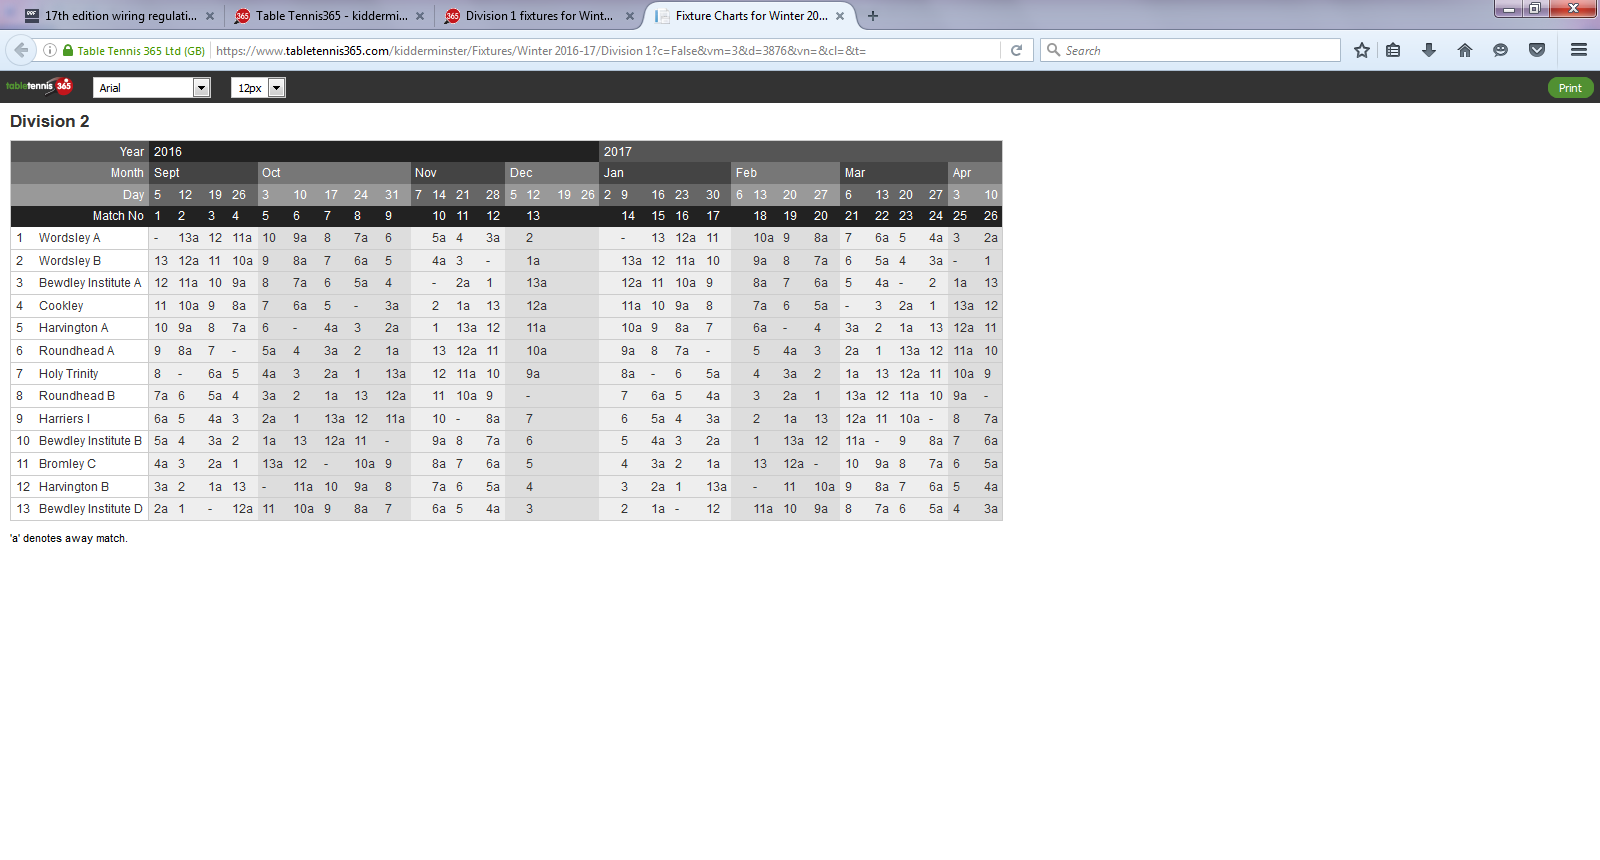 17th edition wiring regulati...
Table Tennis365 - kiddermi...
Division 1 fixtures for Wint...
Fixture Charts for Winter 20...
Table Tennis 365 Ltd (GB) https://www.tabletennis365.com/kidderminster/Fixtures/Winter 2016-17/Division 1?c=False&vm=3&d=3876&vn=&cl=&t= Search
tabletennis 365 Arial 12px Print
Division 2
Year 2016 2017
Month Sept Oct Nov Dec Jan Feb Mar Apr
Day 5 12 19 26 3 10 17 24 31 7 14 21 28 5 12 19 26 2 9 16 23 30 6 13 20 27 6 13 20 27 3 10
Match No 1 2 3 4 5 6 7 8 9 10 11 12 13 14 15 16 17 18 19 20 21 22 23 24 25 26
1 Wordsley A - 13a 12 11a 10 9a 8 7a 6 5a 4 3a 2 - 13 12a 11 10a 9 8a 7 6a 5 4a 3 2a
2 Wordsley B 13 12a 11 10a 9 8a 7 6a 5 4a 3 - 1a 13a 12 11a 10 9a 8 7a 6 5a 4 3a - 1
3 Bewdley Institute A 12 11a 10 9a 8 7a 6 5a 4 - 2a 1 13a 12a 11 10a 9 8a 7 6a 5 4a - 2 1a 13
4 Cookley 11 10a 9 8a 7 6a 5 - 3a 2 1a 13 12a 11a 10 9a 8 7a 6 5a - 3 2a 1 13a 12
5 Harvington A 10 9a 8 7a 6 - 4a 3 2a 1 13a 12 11a 10a 9 8a 7 6a - 4 3a 2 1a 13 12a 11
6 Roundhead A 9 8a 7 - 5a 4 3a 2 1a 13 12a 11 10a 9a 8 7a - 5 4a 3 2a 1 13a 12 11a 10
7 Holy Trinity 8 - 6a 5 4a 3 2a 1 13a 12 11a 10 9a 8a - 6 5a 4 3a 2 1a 13 12a 11 10a 9
8 Roundhead B 7a 6 5a 4 3a 2 1a 13 12a 11 10a 9 - 7 6a 5 4a 3 2a 1 13a 12 11a 10 9a -
9 Harriers I 6a 5 4a 3 2a 1 13a 12 11a 10 - 8a 7 6 5a 4 3a 2 1a 13 12a 11 10a - 8 7a
10 Bewdley Institute B 5a 4 3a 2 1a 13 12a 11 - 9a 8 7a 6 5 4a 3 2a 1 13a 12 11a - 9 8a 7 6a
11 Bromley C 4a 3 2a 1 13a 12 - 10a 9 8a 7 6a 5 4 3a 2 1a 13 12a - 10 9a 8 7a 6 5a
12 Harvington B 3a 2 1a 13 - 11a 10 9a 8 7a 6 5a 4 3 2a 1 13a - 11 10a 9 8a 7 6a 5 4a
13 Bewdley Institute D 2a 1 - 12a 11 10a 9 8a 7 6a 5 4a 3 2 1a - 12 11a 10 9a 8 7a 6 5a 4 3a
'a' denotes away match.